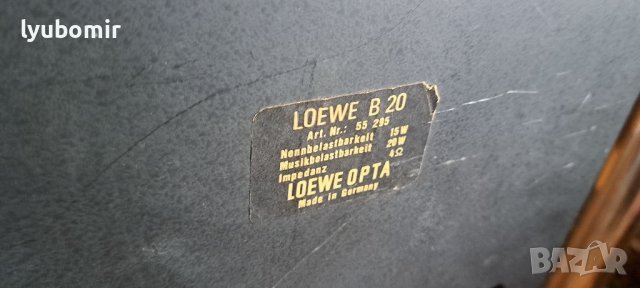 lyubomir
LOEWE B 20
Art. Nr.: 55 295
Nennbelastbarkeit 15W
Musikbelastbarkeit 20W
Impedanz 4Ω
LOEWE OPTA
Made in Germany
BAZAR